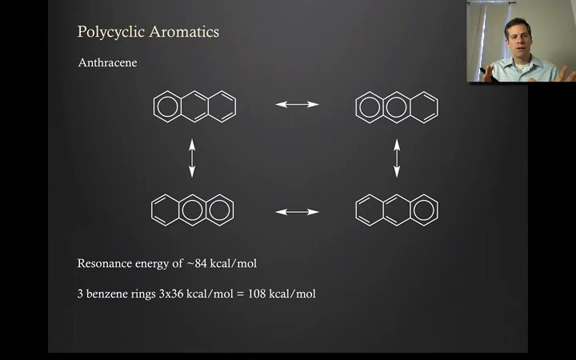 Polycyclic Aromatics
Anthracene
Resonance energy of ~84 kcal/mol
3 benzene rings 3x36 kcal/mol = 108 kcal/mol